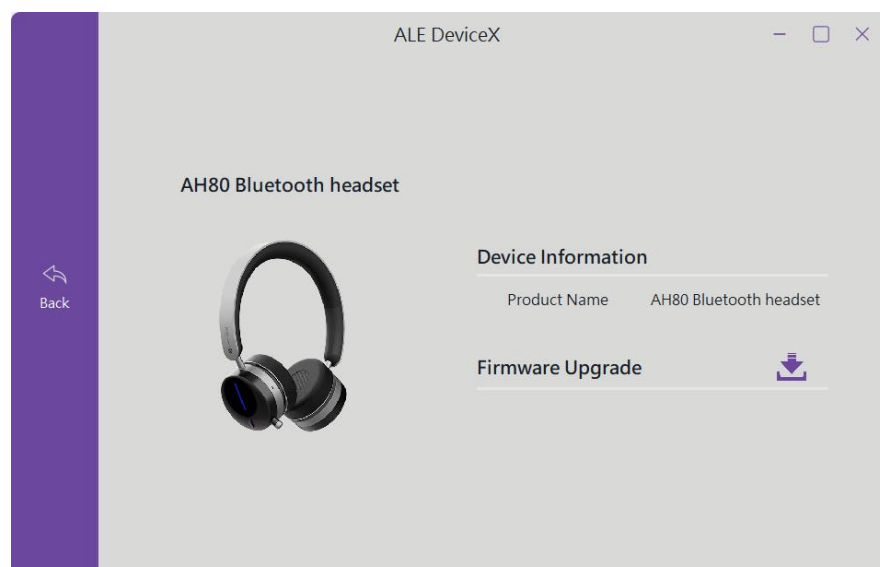 ALE DeviceX
AH80 Bluetooth headset
Device Information
Product Name AH80 Bluetooth headset
Back
Firmware Upgrade